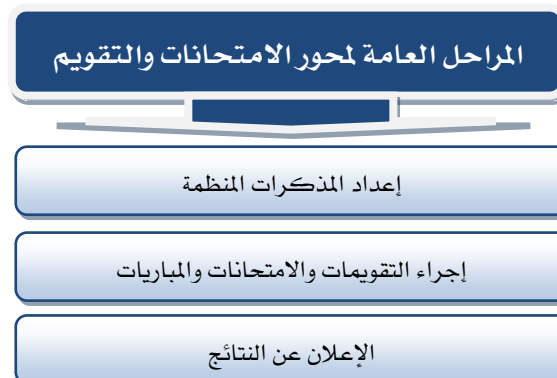 المراحل العامة لمحور الامتحانات والتقويم
إعداد المذكرات المنظمة
إجراء التقويمات والامتحانات والمباريات
الإعلان عن النتائج